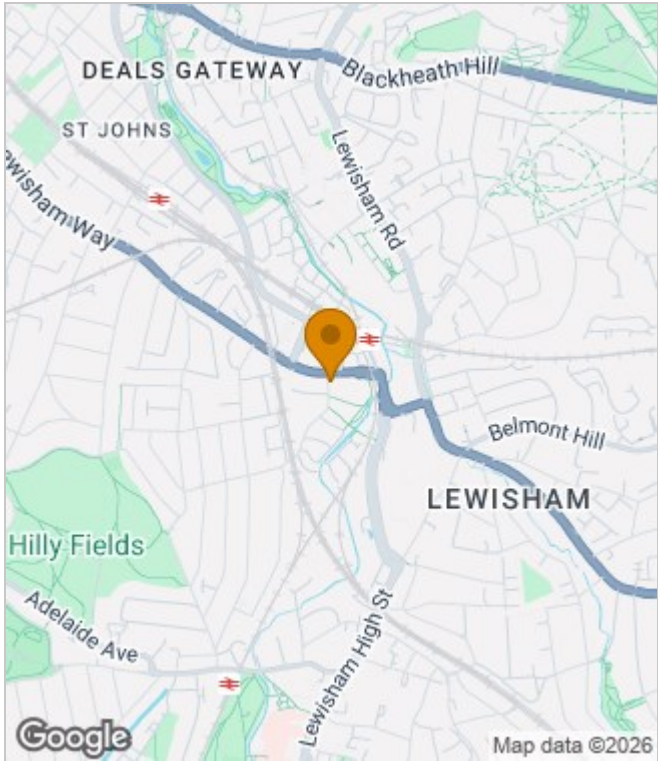 DEALS GATEWAY
Blackheath Hill
ST JOHNS
Lewisham Rd
ewisham Way
Belmont Hill
LEWISHAM
Hilly Fields
Adelaide Ave
Lewisham High St
Google
Map data ©2026